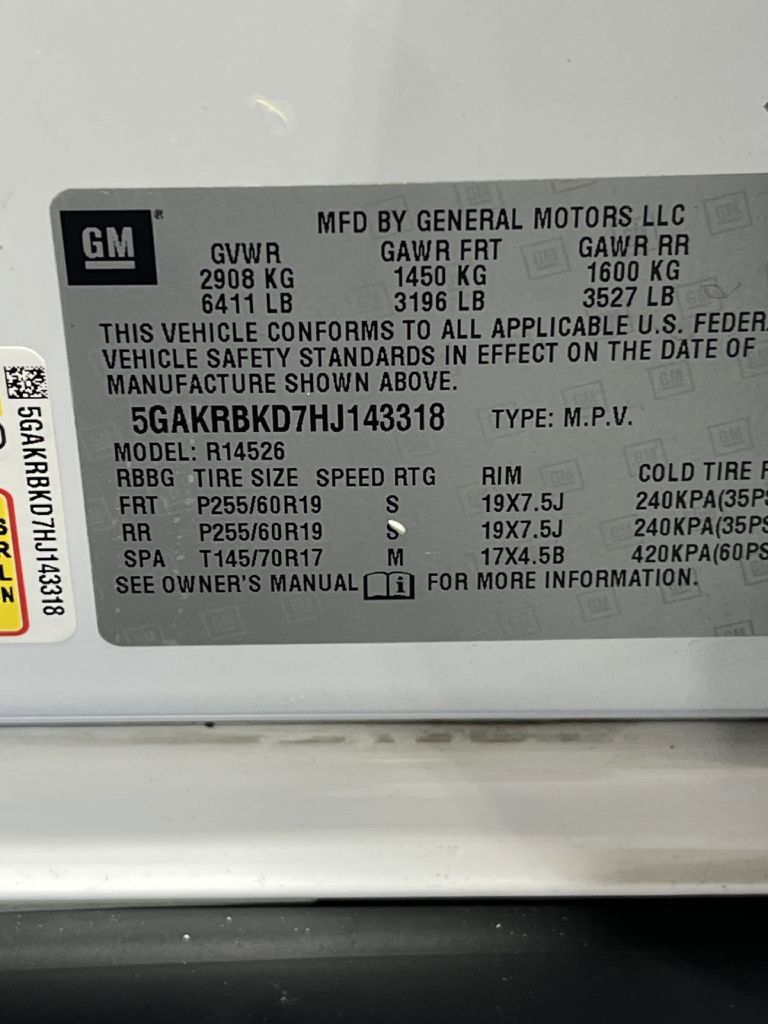 GM
®
MFD BY GENERAL MOTORS LLC
GVWR GAWR FRT GAWR RR
2908 KG 1450 KG 1600 KG
6411 LB 3196 LB 3527 LB
THIS VEHICLE CONFORMS TO ALL APPLICABLE U.S. FEDERA
VEHICLE SAFETY STANDARDS IN EFFECT ON THE DATE OF
MANUFACTURE SHOWN ABOVE.
5GAKRBKD7HJ143318 TYPE: M.P.V.
MODEL: R14526
RBBG TIRE SIZE SPEED RTG RIM COLD TIRE P
FRT P255/60R19 S 19X7.5J 240KPA(35PS
RR P255/60R19 S 19X7.5J 240KPA(35PS
SPA T145/70R17 M 17X4.5B 420KPA(60PS
SEE OWNER'S MANUAL i FOR MORE INFORMATION.
5GAKRBKD7HJ143318
S
R
L
N